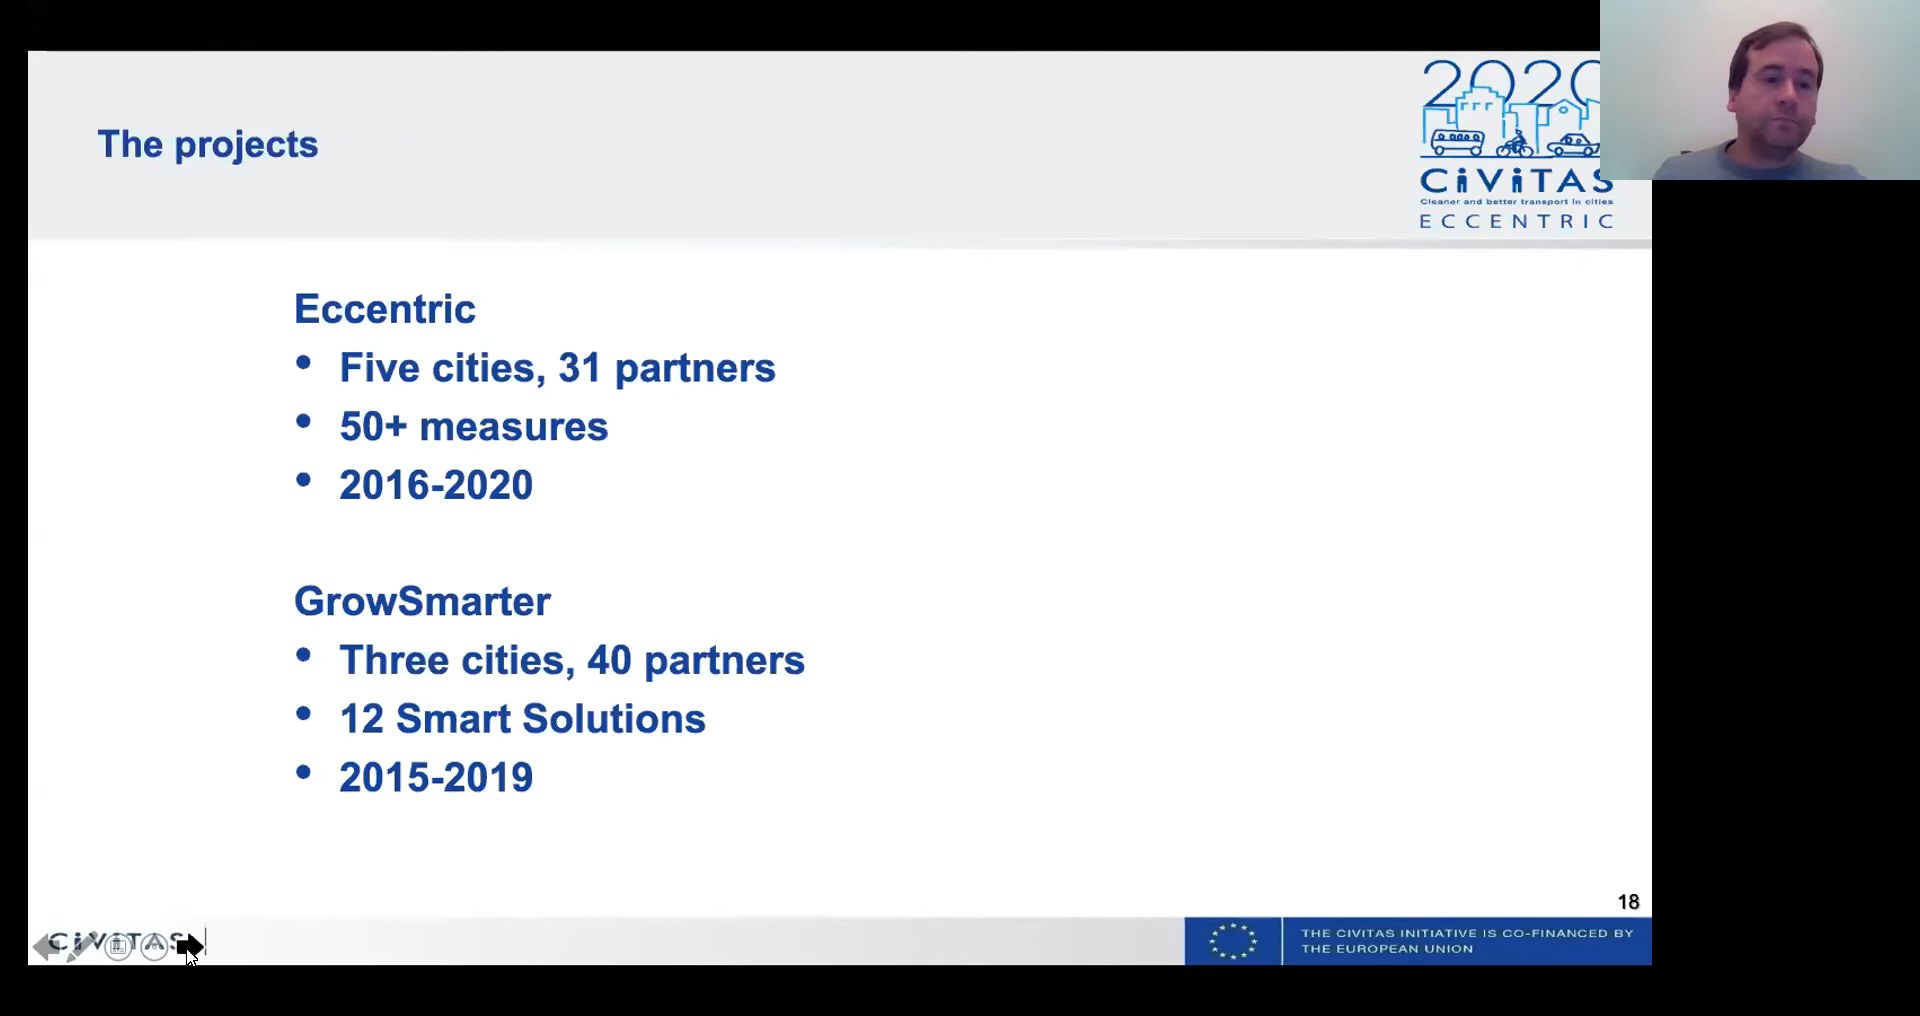 The projects
2020
CiViTAS
Cleaner and better transport in cities
ECCENTRIC
Eccentric
• Five cities, 31 partners
• 50+ measures
• 2016-2020
GrowSmarter
• Three cities, 40 partners
• 12 Smart Solutions
• 2015-2019
18
CiViTAS
THE CIVITAS INITIATIVE IS CO-FINANCED BY
THE EUROPEAN UNION